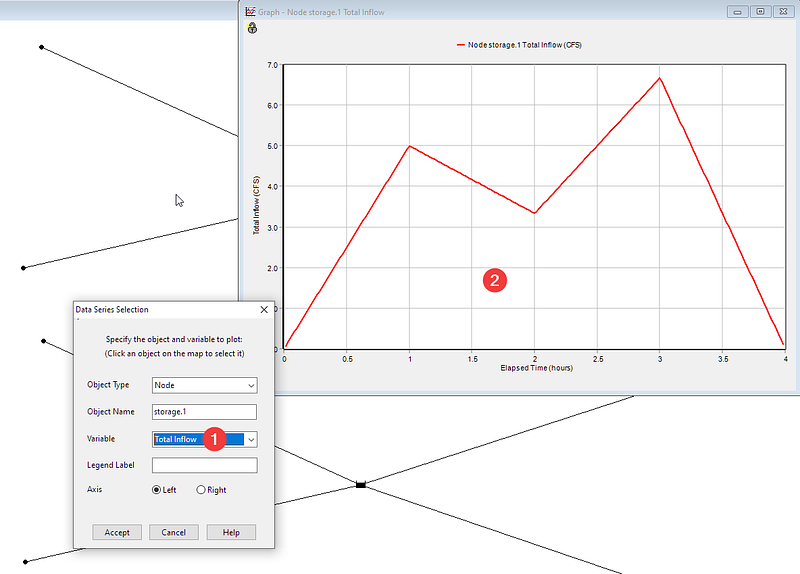 Graph - Node storage.1 Total Inflow
Node storage.1 Total Inflow (CFS)
7.0
6.0
5.0
4.0
3.0
2.0
Total Inflow (CFS)
2
0
0
0.5
1
1.5
2
2.5
3
3.5
4
Elapsed Time (hours)
Data Series Selection
Specify the object and variable to plot:
(Click an object on the map to select it)
Object Type Node
Object Name storage.1
Variable Total Inflow 1
Legend Label
Axis Left Right
Accept Cancel Help